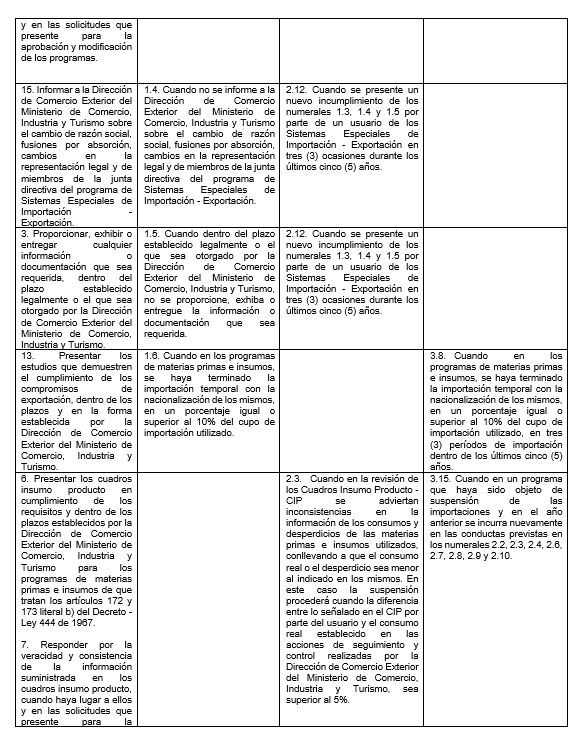 y en las solicitudes que
presente para la
aprobación y modificación
de los programas.
15. Informar a la Dirección
de Comercio Exterior del
Ministerio de Comercio,
Industria y Turismo sobre
el cambio de razón social,
fusiones por absorción,
cambios en la
representación legal y de
miembros de la junta
directiva del programa de
Sistemas Especiales de
Importación -
Exportación.
1.4. Cuando no se informe a la
Dirección de Comercio
Exterior del Ministerio de
Comercio, Industria y Turismo
sobre el cambio de razón
social, fusiones por absorción,
cambios en la representación
legal y de miembros de la junta
directiva del programa de
Sistemas Especiales de
Importación - Exportación.
2.12. Cuando se presente un
nuevo incumplimiento de los
numerales 1.3, 1.4 y 1.5 por
parte de un usuario de los
Sistemas Especiales de
Importación - Exportación en
tres (3) ocasiones durante los
últimos cinco (5) años.
3. Proporcionar, exhibir o
entregar cualquier
información o
documentación que sea
requerida, dentro del
plazo establecido
legalmente o el que sea
otorgado por la Dirección
de Comercio Exterior del
Ministerio de Comercio,
Industria y Turismo.
1.5. Cuando dentro del plazo
establecido legalmente o el
que sea otorgado por la
Dirección de Comercio
Exterior del Ministerio de
Comercio, Industria y Turismo,
no se proporcione, exhiba o
entregue la información o
documentación que sea
requerida.
2.12. Cuando se presente un
nuevo incumplimiento de los
numerales 1.3, 1.4 y 1.5 por
parte de un usuario de los
Sistemas Especiales de
Importación - Exportación en
tres (3) ocasiones durante los
últimos cinco (5) años.
13. Presentar los
estudios que demuestren
el cumplimiento de los
compromisos de
exportación, dentro de los
plazos y en la forma
establecida por la
Dirección de Comercio
Exterior del Ministerio de
Comercio, Industria y
Turismo.
1.6. Cuando en los programas
de materias primas e insumos,
se haya terminado la
importación temporal con la
nacionalización de los mismos,
en un porcentaje igual o
superior al 10% del cupo de
importación utilizado.
3.8. Cuando en los
programas de materias primas
e insumos, se haya terminado
la importación temporal con la
nacionalización de los mismos,
en un porcentaje igual o
superior al 10% del cupo de
importación utilizado, en tres
(3) períodos de importación
dentro de los últimos cinco (5)
años.
6. Presentar los cuadros
insumo producto en
cumplimiento de los
requisitos y dentro de los
plazos establecidos por la
Dirección de Comercio
Exterior del Ministerio de
Comercio, Industria y
Turismo para los
programas de materias
primas e insumos de que
tratan los artículos 172 y
173 literal b) del Decreto -
Ley 444 de 1967.
7. Responder por la
veracidad y consistencia
de la información
suministrada en los
cuadros insumo producto,
cuando haya lugar a ellos
y en las solicitudes que
presente para la
2.3. Cuando en la revisión de
los Cuadros Insumo Producto -
CIP se adviertan
inconsistencias en la
información de los consumos y
desperdicios de las materias
primas e insumos utilizados,
conllevando a que el consumo
real o el desperdicio sea menor
al indicado en los mismos. En
este caso la suspensión
procederá cuando la diferencia
entre lo señalado en el CIP por
parte del usuario y el consumo
real establecido en las
acciones de seguimiento y
control realizadas por la
Dirección de Comercio Exterior
del Ministerio de Comercio,
Industria y Turismo, sea
superior al 5%.
3.15. Cuando en un programa
que haya sido objeto de
suspensión de las
importaciones y en el año
anterior se incurra nuevamente
en las conductas previstas en
los numerales 2.2, 2.3, 2.4, 2.6,
2.7, 2.8, 2.9 y 2.10.